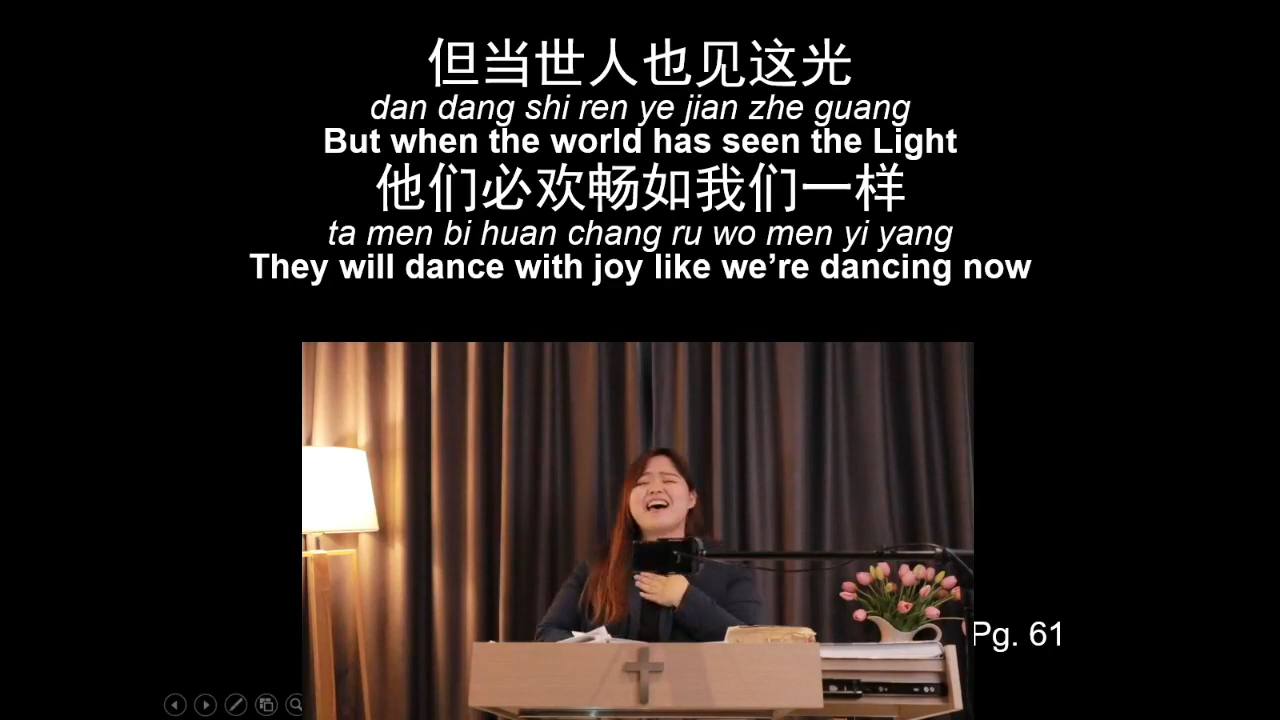 但当世人也见这光
dan dang shi ren ye jian zhe guang
But when the world has seen the Light
他们必欢畅如我们一样
ta men bi huan chang ru wo men yi yang
They will dance with joy like we’re dancing now
Pg. 61